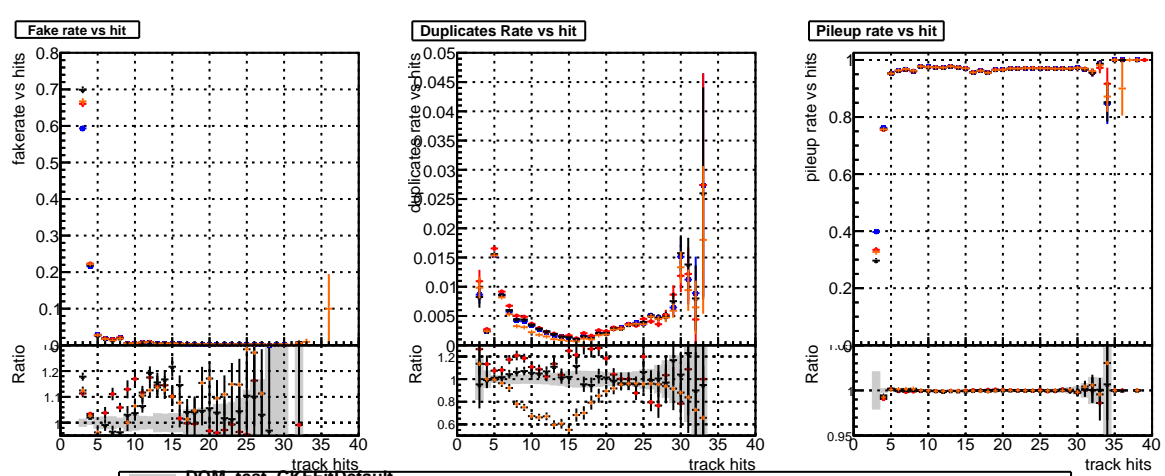 Fake rate vs hit
fakerate vs hits
0.8
0.7
0.6
0.5
0.4
0.3
0.2
0.1
0
Ratio
1.2
1.1
1
0 5 10 15 20 25 30 35 40
track hits
Duplicates Rate vs hit
duplicates rate vs hits
0.05
0.045
0.04
0.035
0.03
0.025
0.02
0.015
0.01
0.005
0
Ratio
1.2
1
0.8
0.6
0 5 10 15 20 25 30 35 40
track hits
Pileup rate vs hit
pileup rate vs hits
1
0.8
0.6
0.4
0.2
0
Ratio
1
0.95
0 5 10 15 20 25 30 35 40
track hits